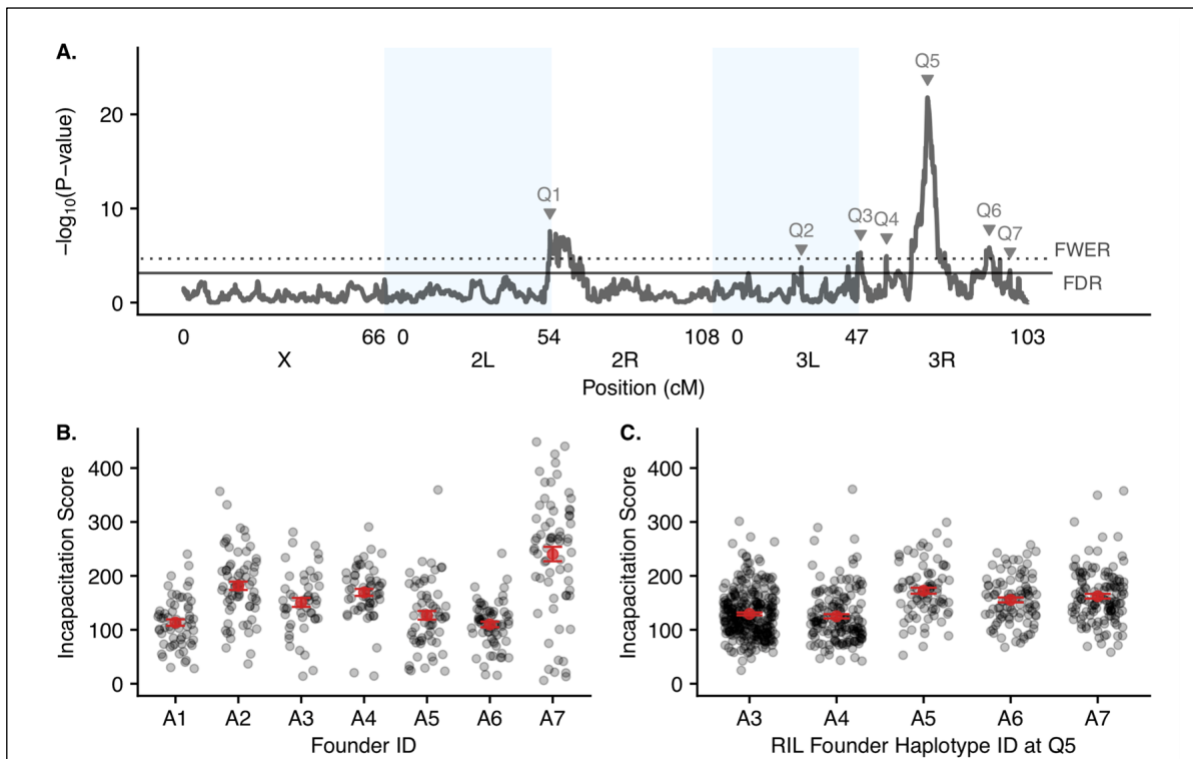 A.
−log10(P−value)
20
10
0
Q1
Q2
Q3
Q4
Q5
Q6
Q7
FWER
FDR
0 66 0 54 108 0 47 103
X 2L 2R 3L 3R
Position (cM)
B.
Incapacitation Score
400
300
200
100
0
A1 A2 A3 A4 A5 A6 A7
Founder ID
C.
Incapacitation Score
400
300
200
100
0
A3 A4 A5 A6 A7
RIL Founder Haplotype ID at Q5